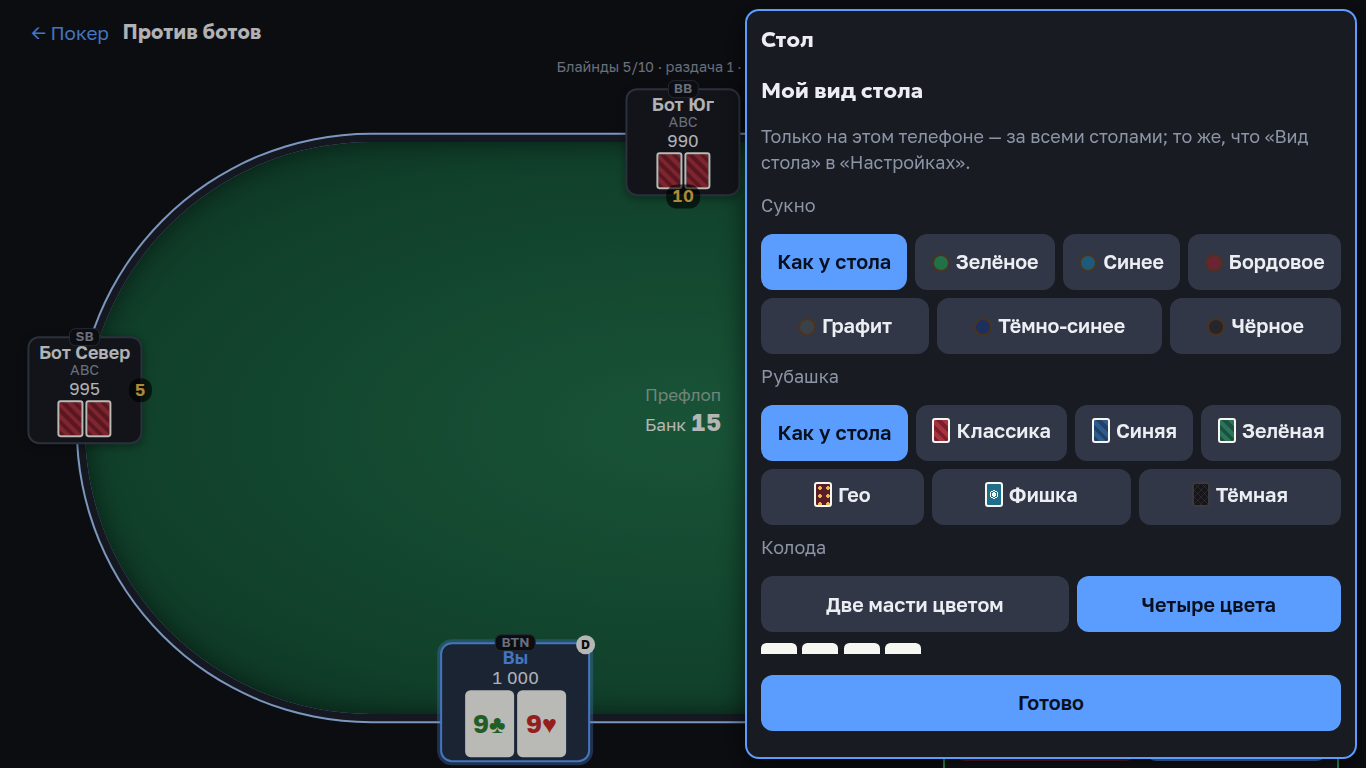 ← Покер Против ботов
Блайнды 5/10 · раздача 1 ·
BB
Бот Юг
ABC
990
10
SB
Бот Север
ABC
995
5
Префлоп
Банк 15
BTN
D
Вы
1 000
9♣ 9♥
Стол
Мой вид стола
Только на этом телефоне — за всеми столами; то же, что «Вид
стола» в «Настройках».
Сукно
Как у стола Зелёное Синее Бордовое
Графит Тёмно-синее Чёрное
Рубашка
Как у стола Классика Синяя Зелёная
Гео Фишка Тёмная
Колода
Две масти цветом Четыре цвета
Готово